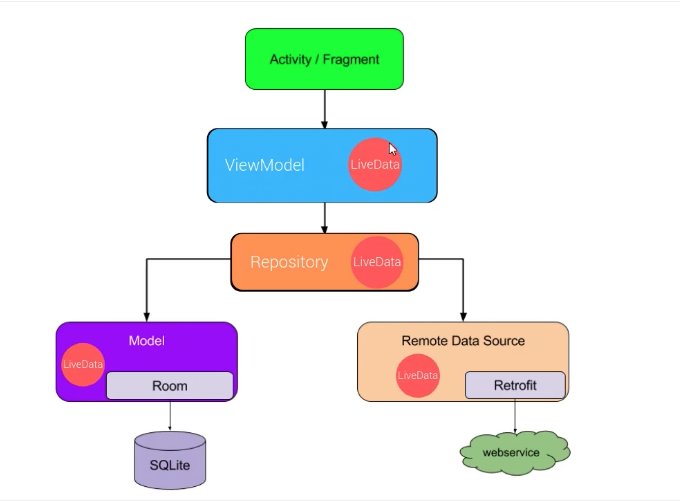 Activity / Fragment
ViewModel
LiveData
Repository
LiveData
Model
LiveData
Room
SQLite
Remote Data Source
LiveData
Retrofit
webservice